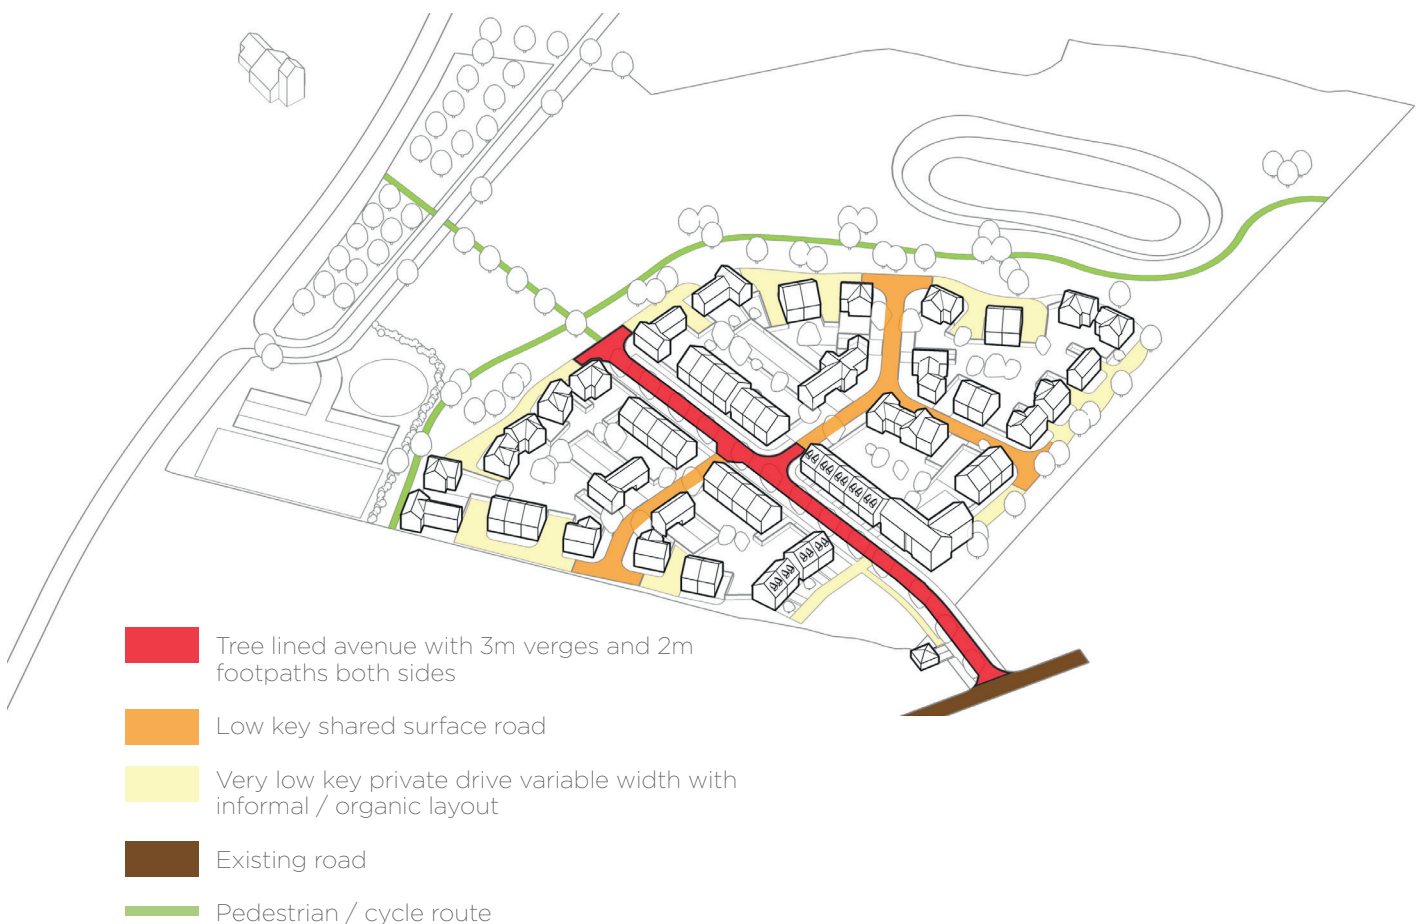 Tree lined avenue with 3m verges and 2m
footpaths both sides
Low key shared surface road
Very low key private drive variable width with
informal / organic layout
Existing road
Pedestrian / cycle route